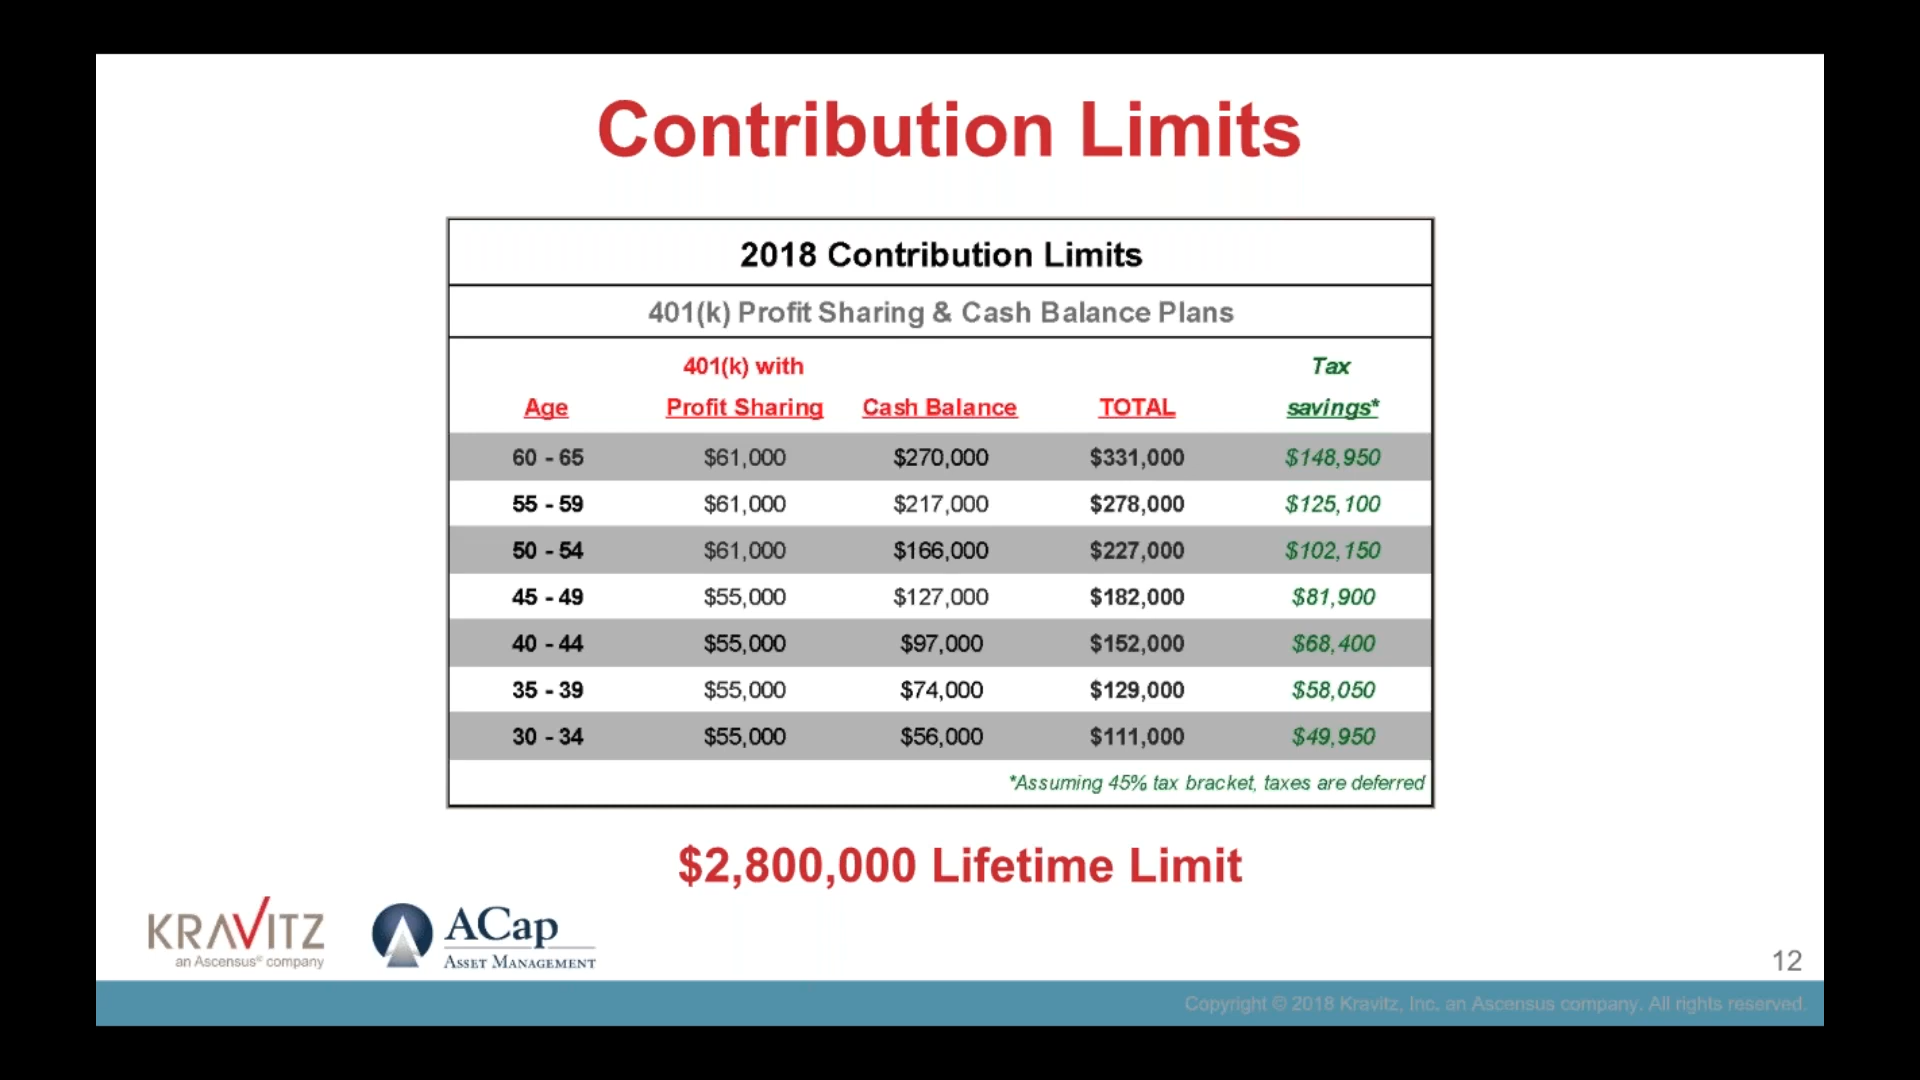 Contribution Limits
2018 Contribution Limits
401(k) Profit Sharing & Cash Balance Plans
401(k) with Tax
Age Profit Sharing Cash Balance TOTAL savings*
60 - 65 $61,000 $270,000 $331,000 $148,950
55 - 59 $61,000 $217,000 $278,000 $125,100
50 - 54 $61,000 $166,000 $227,000 $102,150
45 - 49 $55,000 $127,000 $182,000 $81,900
40 - 44 $55,000 $97,000 $152,000 $68,400
35 - 39 $55,000 $74,000 $129,000 $58,050
30 - 34 $55,000 $56,000 $111,000 $49,950
*Assuming 45% tax bracket, taxes are deferred
$2,800,000 Lifetime Limit
KRAVITZ
an Ascensus® company
ACap
ASSET MANAGEMENT
12
Copyright © 2018 Kravitz, Inc. an Ascensus company. All rights reserved.